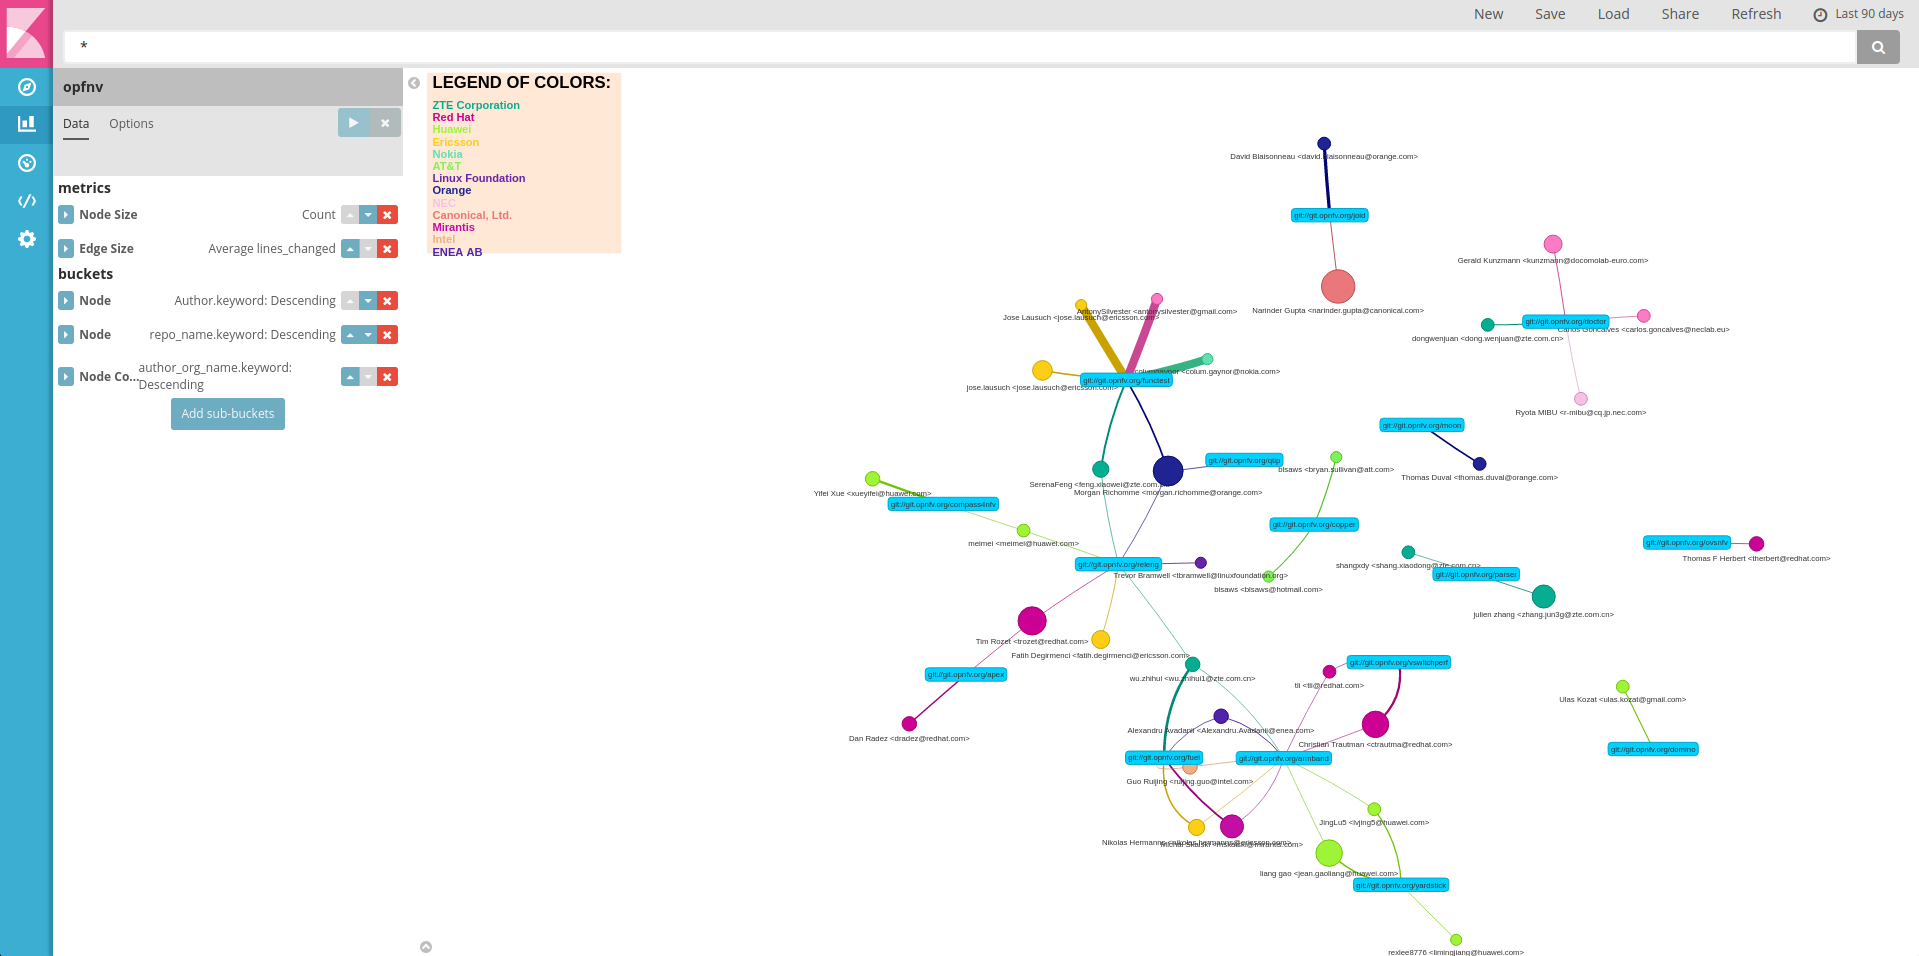 New Save Load Share Refresh Last 90 days
*
opfnv
Data Options
metrics
Node Size Count
Edge Size Average lines_changed
buckets
Node Author.keyword: Descending
Node repo_name.keyword: Descending
Node Co... author_org_name.keyword: Descending
Add sub-buckets
LEGEND OF COLORS:
ZTE Corporation
Red Hat
Huawei
Ericsson
Nokia
AT&T
Linux Foundation
Orange
NEC
Canonical, Ltd.
Mirantis
Intel
ENEA AB
David Blaisonneau <david.blaisonneau@orange.com>
git://git.opnfv.org/joid
Gerald Kunzmann <kunzmann@docomolab-euro.com>
Narinder Gupta <narinder.gupta@canonical.com>
AntonySilvester <antonysilvester@gmail.com>
Jose Lausuch <jose.lausuch@ericsson.com>
git://git.opnfv.org/doctor
Carlos Goncalves <carlos.goncalves@neclab.eu>
dongwenjuan <dong.wenjuan@zte.com.cn>
<colum.gaynor@nokia.com>
git://git.opnfv.org/functest
jose.lausuch <jose.lausuch@ericsson.com>
Ryota MIBU <r-mibu@cq.jp.nec.com>
git://git.opnfv.org/moon
git://git.opnfv.org/qtip
blsaws <bryan.sullivan@att.com>
Thomas Duval <thomas.duval@orange.com>
SerenaFeng <feng.xiaowei@zte.com.cn>
Morgan Richomme <morgan.richomme@orange.com>
Yifei Xue <xueyifei@huawei.com>
git://git.opnfv.org/compass4nfv
git://git.opnfv.org/copper
meimei <meimei@huawei.com>
git://git.opnfv.org/ovsnfv
Thomas F Herbert <therbert@redhat.com>
git://git.opnfv.org/releng
shangxdy <shang.xiaodong@zte.com.cn>
git://git.opnfv.org/parser
Trevor Bramwell <tbramwell@linuxfoundation.org>
blsaws <blsaws@hotmail.com>
julien zhang <zhang.jun3g@zte.com.cn>
Tim Rozet <trozet@redhat.com>
Fatih Degirmenci <fatih.degirmenci@ericsson.com>
git://git.opnfv.org/vswitchperf
git://git.opnfv.org/apex
wu.zhihui <wu.zhihui1@zte.com.cn>
tli <tli@redhat.com>
Ulas Kozat <ulas.kozat@gmail.com>
Alexandru Avadanii <Alexandru.Avadanii@enea.com>
Dan Radez <dradez@redhat.com>
Christian Trautman <ctrautma@redhat.com>
git://git.opnfv.org/domino
git://git.opnfv.org/fuel
git://git.opnfv.org/armband
Guo Ruijing <ruijing.guo@intel.com>
JingLu5 <lvjing5@huawei.com>
Nikolas Hermanns <nikolas.hermanns@ericsson.com>
liang gao <jean.gaoliang@huawei.com>
git://git.opnfv.org/yardstick
rexlee8776 <limingjiang@huawei.com>